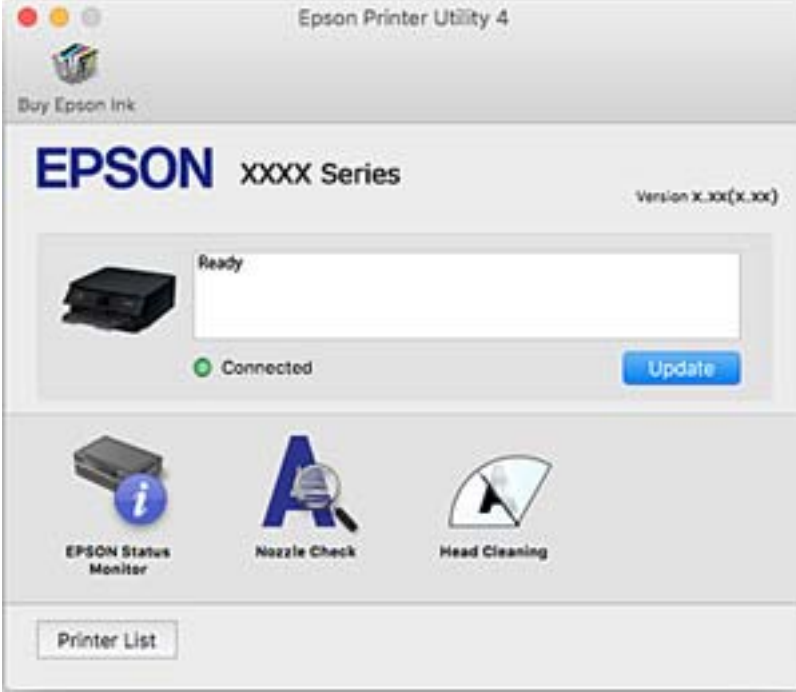 Epson Printer Utility 4
Buy Epson Ink
EPSON XXXX Series
Version x.xx(x.xx)
Ready
Connected
Update
EPSON Status
Monitor
Nozzle Check
Head Cleaning
Printer List